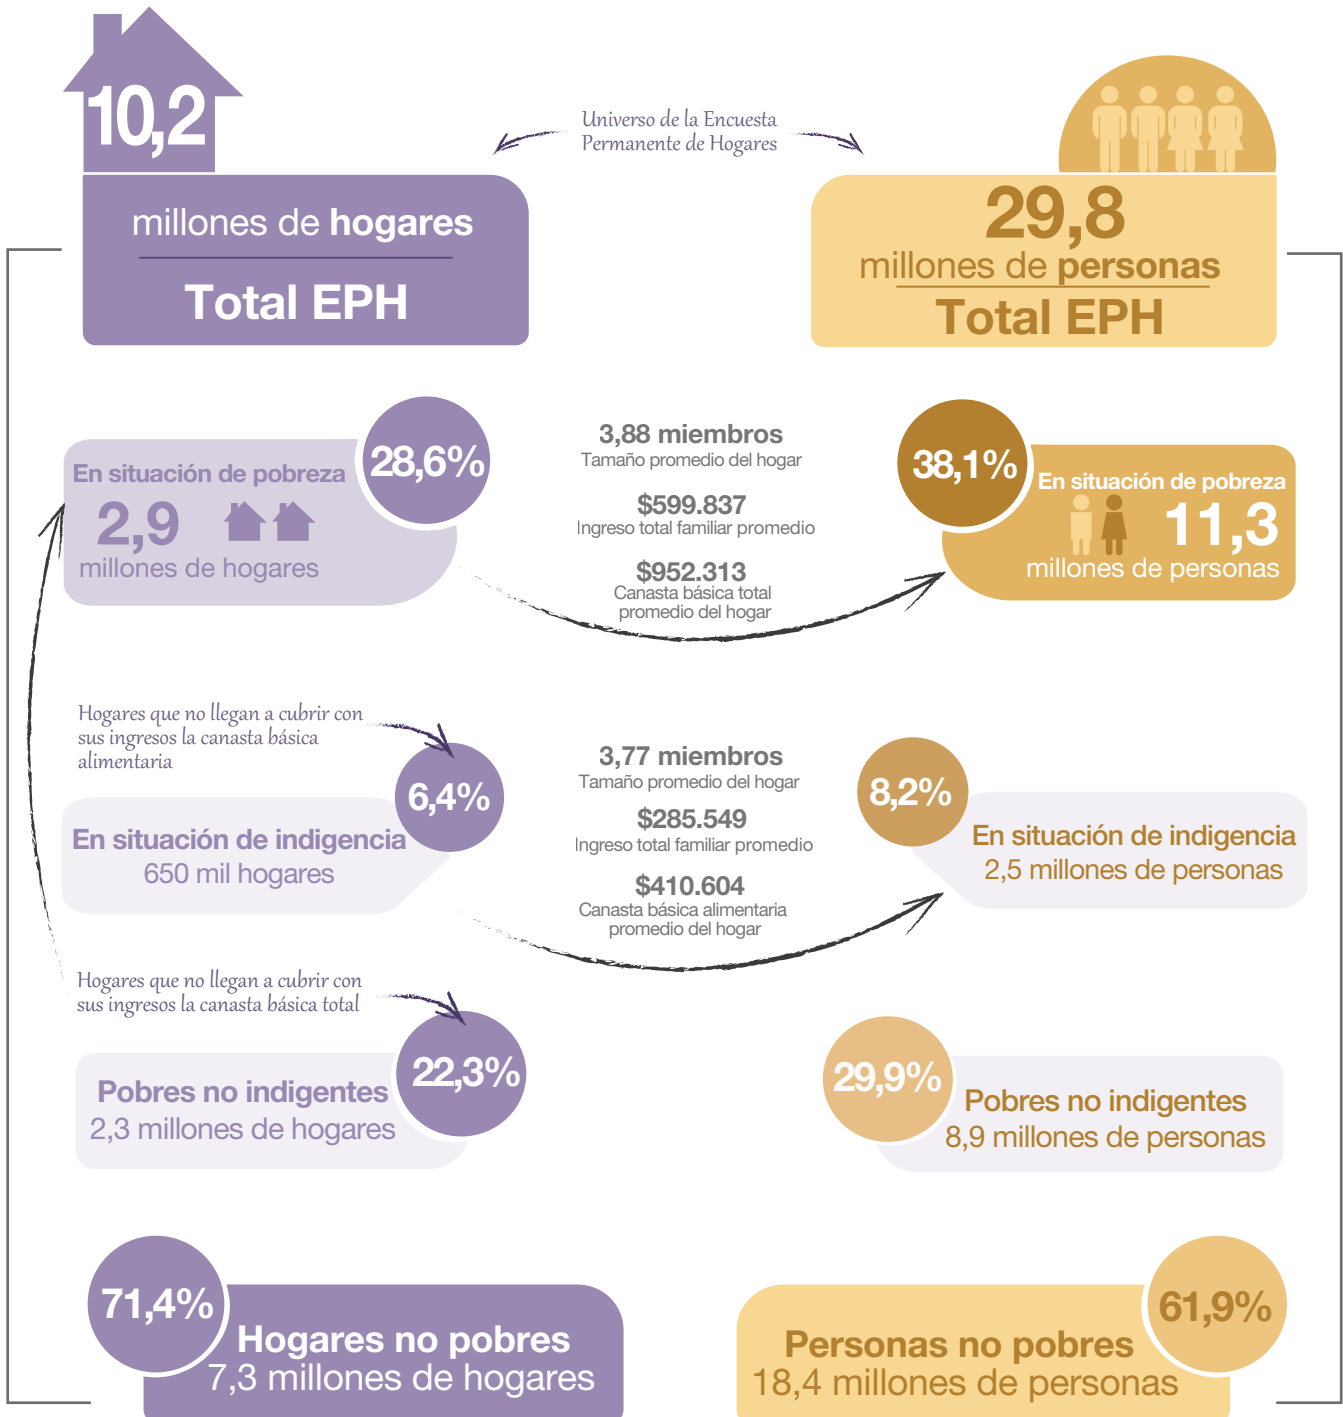 10,2
millones de hogares
Total EPH
Universo de la Encuesta
Permanente de Hogares
29,8
millones de personas
Total EPH
28,6%
En situación de pobreza
2,9
millones de hogares
3,88 miembros
Tamaño promedio del hogar
$599.837
Ingreso total familiar promedio
$952.313
Canasta básica total
promedio del hogar
38,1%
En situación de pobreza
11,3
millones de personas
Hogares que no llegan a cubrir con
sus ingresos la canasta básica
alimentaria
6,4%
En situación de indigencia
650 mil hogares
3,77 miembros
Tamaño promedio del hogar
$285.549
Ingreso total familiar promedio
$410.604
Canasta básica alimentaria
promedio del hogar
8,2%
En situación de indigencia
2,5 millones de personas
Hogares que no llegan a cubrir con
sus ingresos la canasta básica total
22,3%
Pobres no indigentes
2,3 millones de hogares
29,9%
Pobres no indigentes
8,9 millones de personas
71,4%
Hogares no pobres
7,3 millones de hogares
61,9%
Personas no pobres
18,4 millones de personas